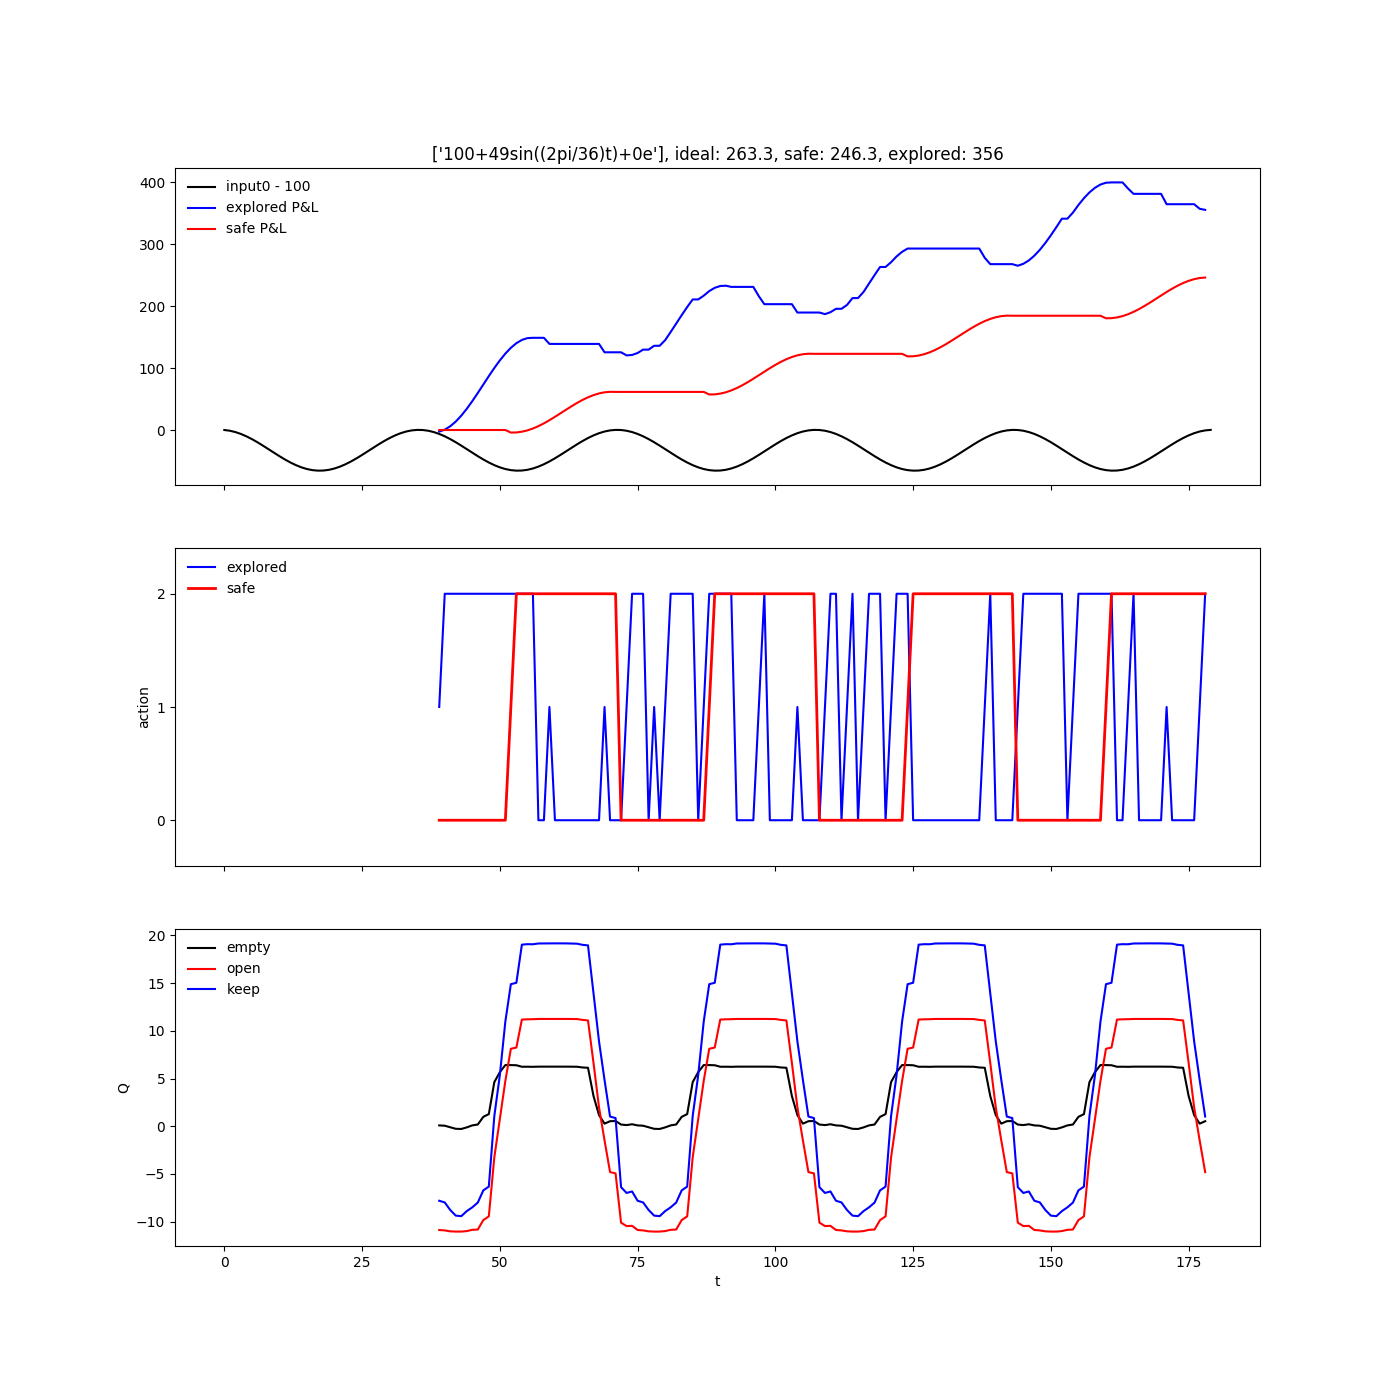 ['100+49sin((2pi/36)t)+0e'], ideal: 263.3, safe: 246.3, explored: 356
400
300
200
100
0
input0 - 100
explored P&L
safe P&L
action
2
1
0
explored
safe
Q
20
15
10
5
0
−5
−10
empty
open
keep
0 25 50 75 100 125 150 175
t